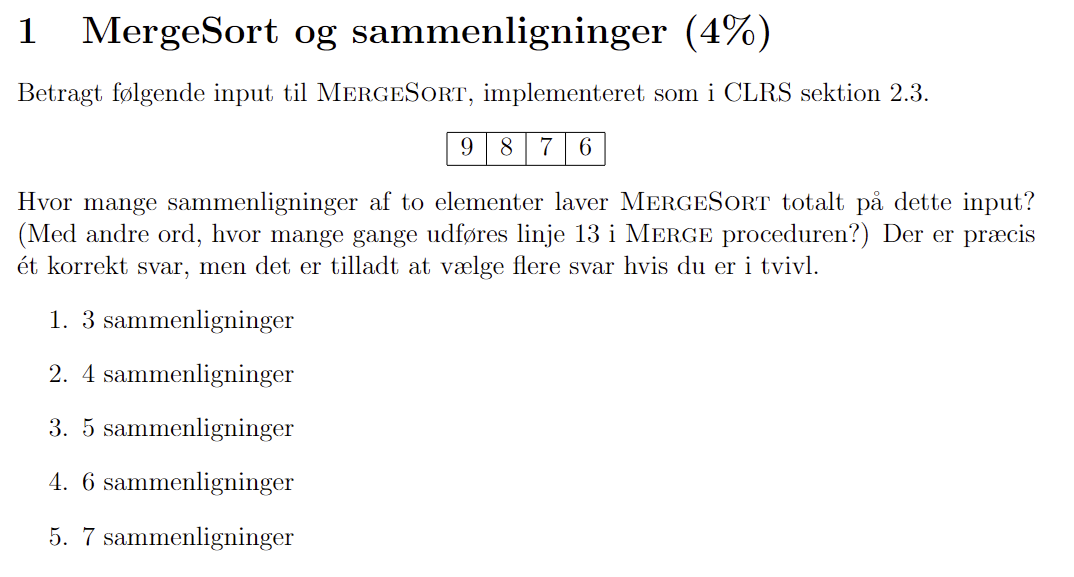 1 MergeSort og sammenligninger (4%)
Betragt følgende input til MERGESORT, implementeret som i CLRS sektion 2.3.
9 8 7 6
Hvor mange sammenligninger af to elementer laver MERGESORT totalt på dette input?
(Med andre ord, hvor mange gange udføres linje 13 i MERGE proceduren?) Der er præcis
ét korrekt svar, men det er tilladt at vælge flere svar hvis du er i tvivl.
1. 3 sammenligninger
2. 4 sammenligninger
3. 5 sammenligninger
4. 6 sammenligninger
5. 7 sammenligninger